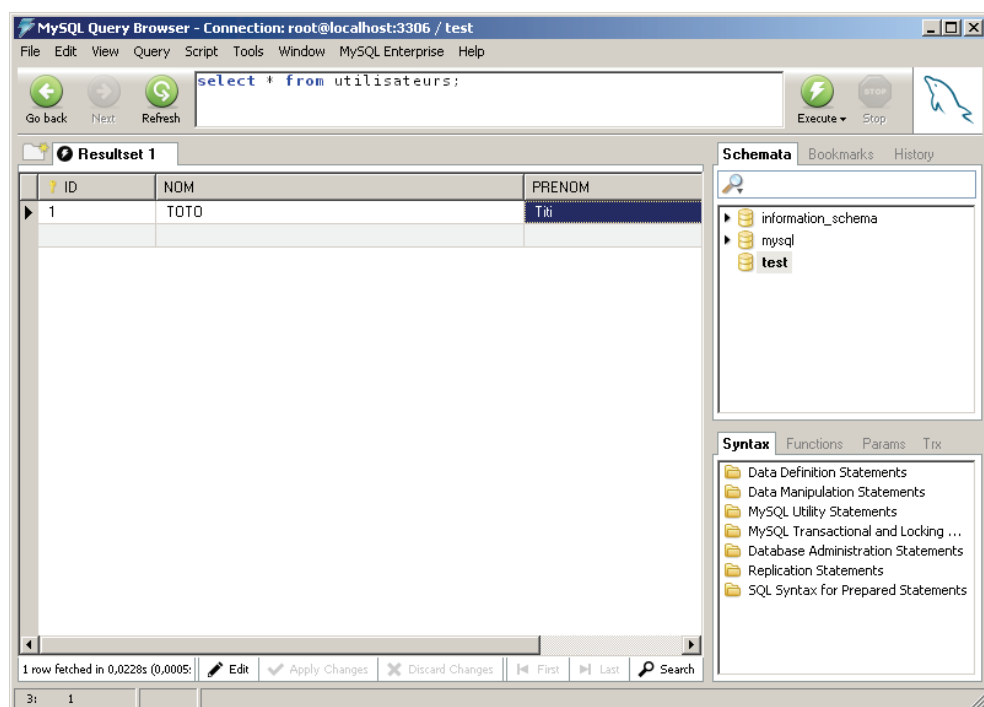 MySQL Query Browser - Connection: root@localhost:3306 / test
File Edit View Query Script Tools Window MySQL Enterprise Help
select * from utilisateurs;
Go back Next Refresh Execute STOP Stop
Resultset 1
ID NOM PRENOM
1 TOTO Titi
Schemata Bookmarks History
information_schema
mysql
test
Syntax Functions Params Trx
Data Definition Statements
Data Manipulation Statements
MySQL Utility Statements
MySQL Transactional and Locking ...
Database Administration Statements
Replication Statements
SQL Syntax for Prepared Statements
1 row fetched in 0,0228s (0,0005: Edit Apply Changes Discard Changes First Last Search
3: 1